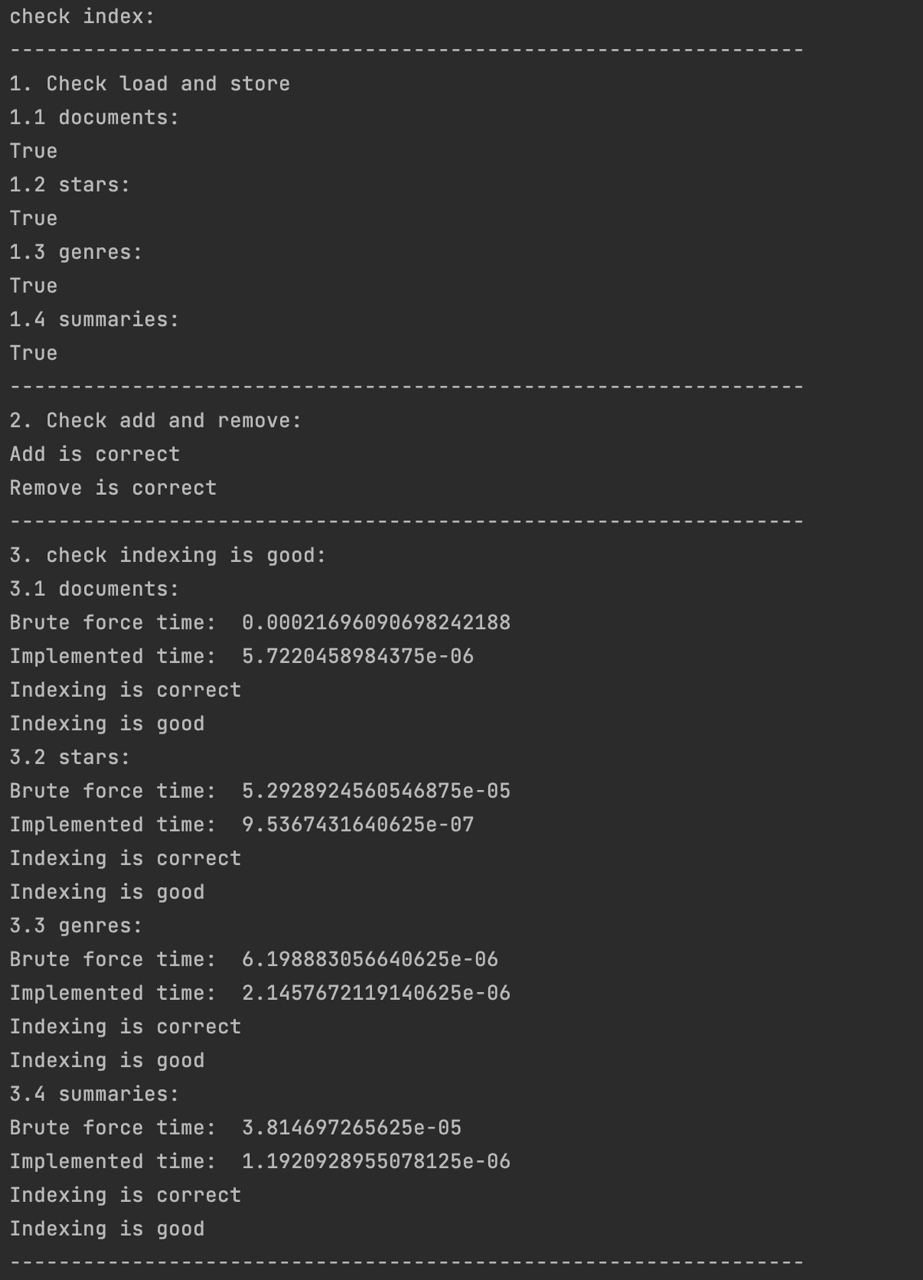 check index:
-----------------------------------------------------------------
1. Check load and store
1.1 documents:
True
1.2 stars:
True
1.3 genres:
True
1.4 summaries:
True
-----------------------------------------------------------------
2. Check add and remove:
Add is correct
Remove is correct
-----------------------------------------------------------------
3. check indexing is good:
3.1 documents:
Brute force time:  0.00021696090698242188
Implemented time:  5.7220458984375e-06
Indexing is correct
Indexing is good
3.2 stars:
Brute force time:  5.2928924560546875e-05
Implemented time:  9.5367431640625e-07
Indexing is correct
Indexing is good
3.3 genres:
Brute force time:  6.198883056640625e-06
Implemented time:  2.1457672119140625e-06
Indexing is correct
Indexing is good
3.4 summaries:
Brute force time:  3.814697265625e-05
Implemented time:  1.1920928955078125e-06
Indexing is correct
Indexing is good
-----------------------------------------------------------------